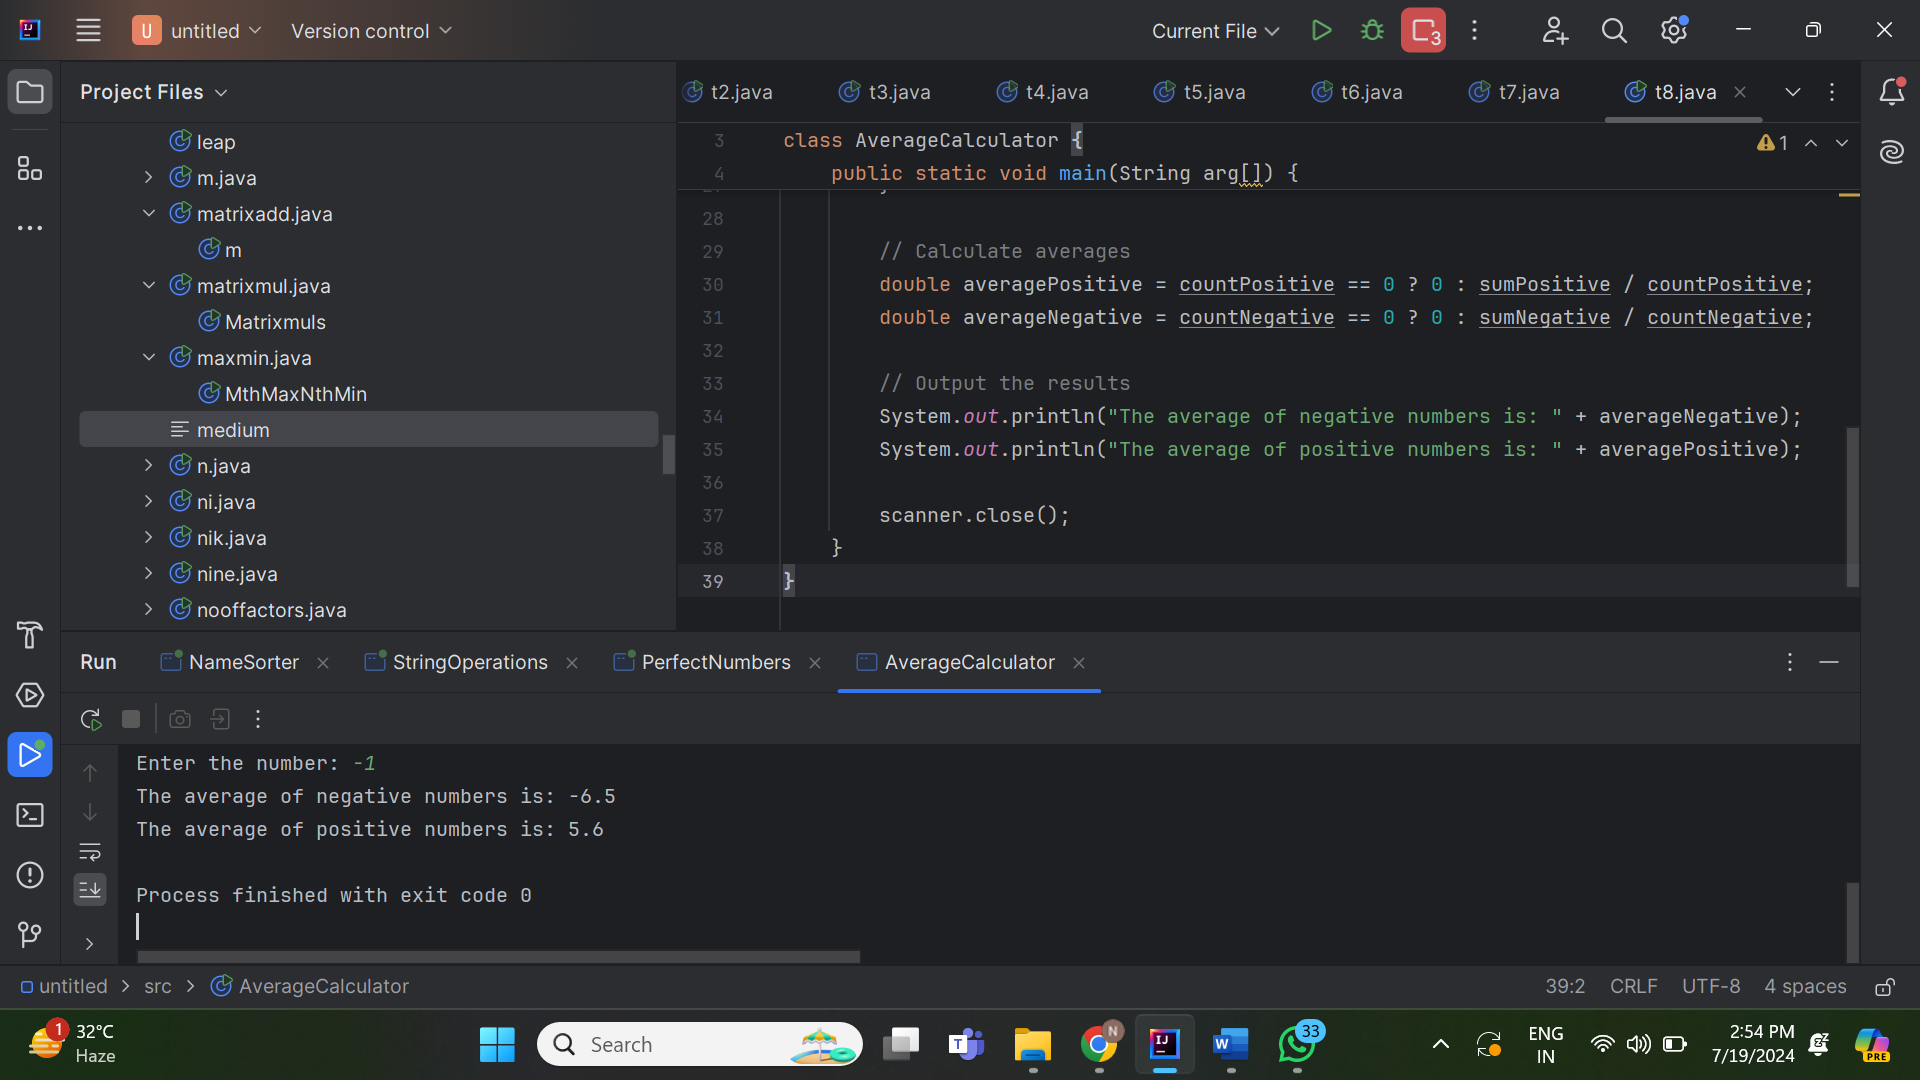 U untitled Version control Current File 3
Project Files
leap
m.java
matrixadd.java
m
matrixmul.java
Matrixmuls
maxmin.java
MthMaxNthMin
medium
n.java
ni.java
nik.java
nine.java
nooffactors.java
t2.java t3.java t4.java t5.java t6.java t7.java t8.java
1
3 class AverageCalculator {
4 public static void main(String arg[]) {
28
29 // Calculate averages
30 double averagePositive = countPositive == 0 ? 0 : sumPositive / countPositive;
31 double averageNegative = countNegative == 0 ? 0 : sumNegative / countNegative;
32
33 // Output the results
34 System.out.println("The average of negative numbers is: " + averageNegative);
35 System.out.println("The average of positive numbers is: " + averagePositive);
36
37 scanner.close();
38 }
39 }
Run NameSorter StringOperations PerfectNumbers AverageCalculator
Enter the number: -1
The average of negative numbers is: -6.5
The average of positive numbers is: 5.6
Process finished with exit code 0
untitled src AverageCalculator 39:2 CRLF UTF-8 4 spaces
1 32°C
Haze
Search
T
N
IJ
W
33
ENG
IN
2:54 PM
7/19/2024
PRE